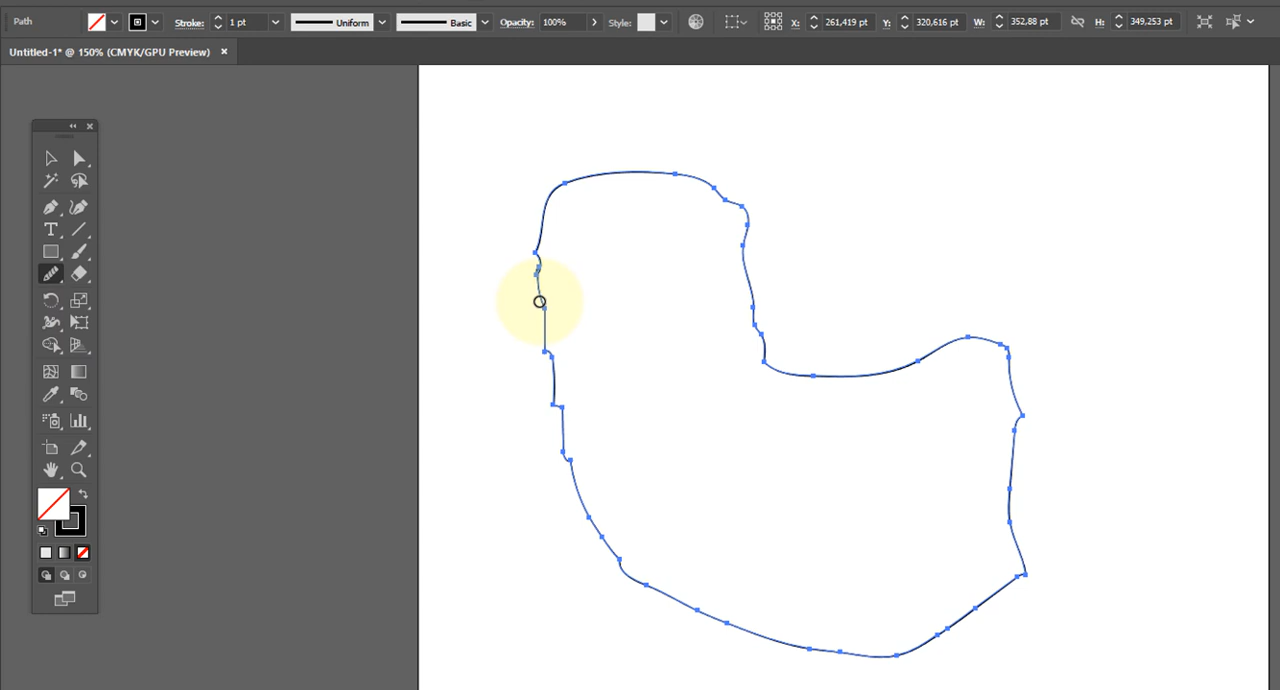 Path Stroke: 1 pt Uniform Basic Opacity: 100% Style: X: 261,419 pt Y: 320,616 pt W: 352,88 pt H: 349,253 pt
Untitled-1* @ 150% (CMYK/GPU Preview) ×